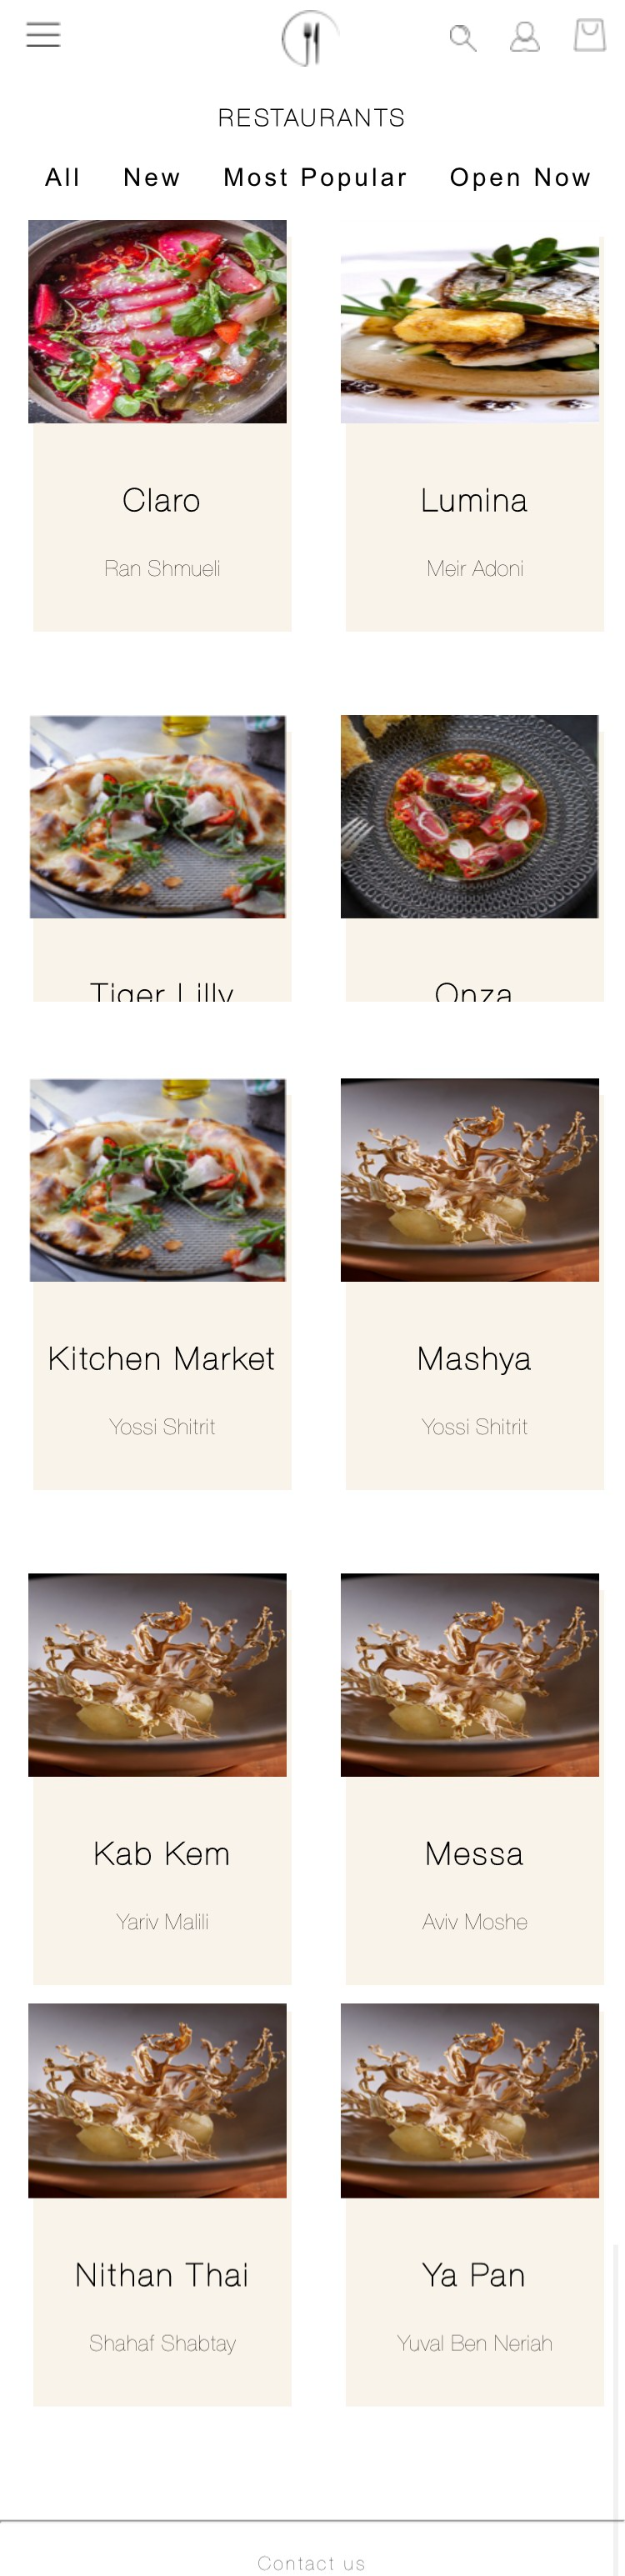 RESTAURANTS
All New Most Popular Open Now
Claro
Ran Shmueli
Lumina
Meir Adoni
Tiger Lilly
Onza
Kitchen Market
Yossi Shitrit
Mashya
Yossi Shitrit
Kab Kem
Yariv Malili
Messa
Aviv Moshe
Nithan Thai
Shahaf Shabtay
Ya Pan
Yuval Ben Neriah
Contact us